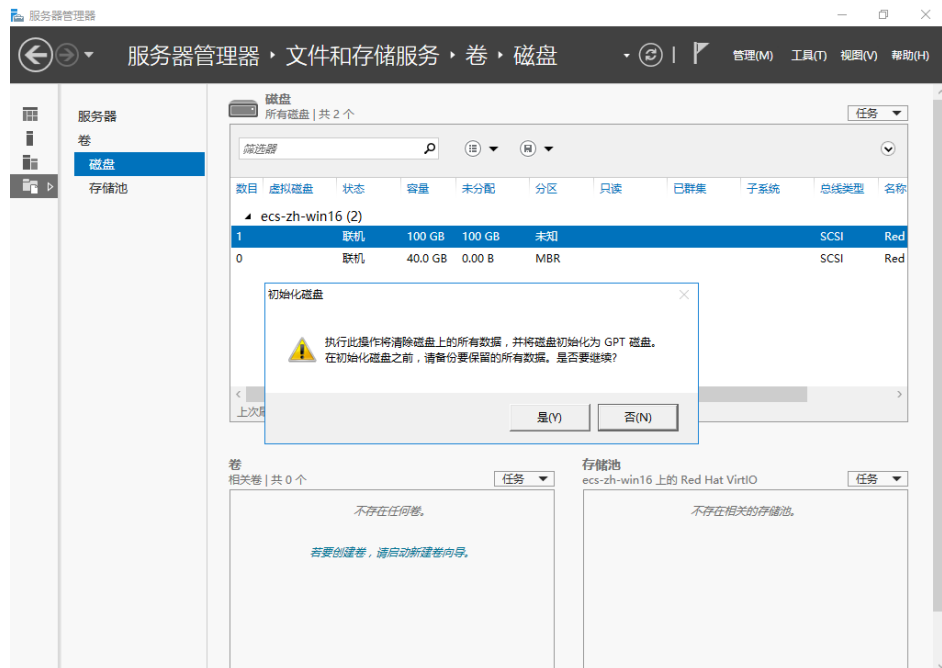 服务器管理器
服务器管理器 · 文件和存储服务 · 卷 · 磁盘
管理(M) 工具(T) 视图(V) 帮助(H)
服务器
卷
磁盘
存储池
磁盘
所有磁盘 | 共 2 个
任务
筛选器
数目 虚拟磁盘 状态 容量 未分配 分区 只读 已群集 子系统 总线类型 名称
ecs-zh-win16 (2)
1 联机 100 GB 100 GB 未知 SCSI Red
0 联机 40.0 GB 0.00 B MBR SCSI Red
初始化磁盘
执行此操作将清除磁盘上的所有数据，并将磁盘初始化为 GPT 磁盘。
在初始化磁盘之前，请备份要保留的所有数据。是否要继续?
是(Y) 否(N)
上次
卷
相关卷 | 共 0 个
任务
不存在任何卷。
若要创建卷，请启动新建卷向导。
存储池
ecs-zh-win16 上的 Red Hat VirtIO
任务
不存在相关的存储池。